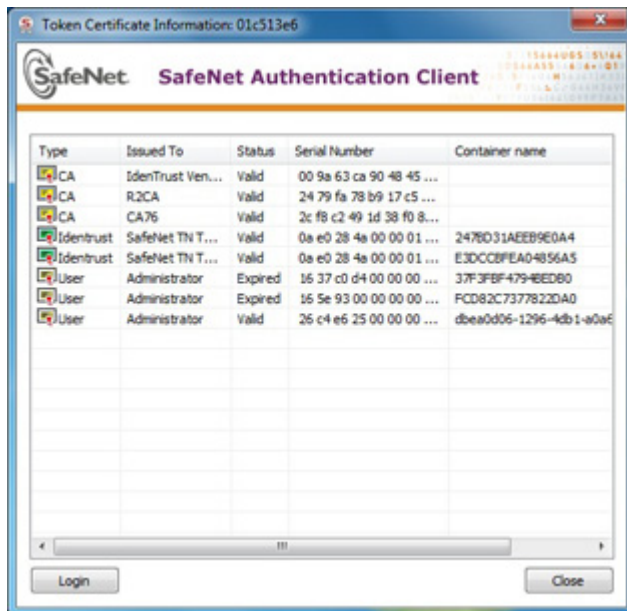 Token Certificate Information: 01c513e6
SafeNet. SafeNet Authentication Client
Type Issued To Status Serial Number Container name
CA IdenTrust Ven... Valid 00 9a 63 ca 90 48 45 ...
CA R2CA Valid 24 79 fa 78 b9 17 c5 ...
CA CA76 Valid 2c f8 c2 49 1d 38 f0 8...
Identrust SafeNet TN T... Valid 0a e0 28 4a 00 00 01 ... 247BD31AEEB9E0A4
Identrust SafeNet TN T... Valid 0a e0 28 4a 00 00 01 ... E3DCCBFEA04856A5
User Administrator Expired 16 37 c0 d4 00 00 00 ... 37F3FBF4794BEDB0
User Administrator Expired 16 5e 93 00 00 00 00 ... FCD82C7377822DA0
User Administrator Valid 26 c4 e6 25 00 00 00 ... dbea0d06-1296-4db1-a0a6
Login Close